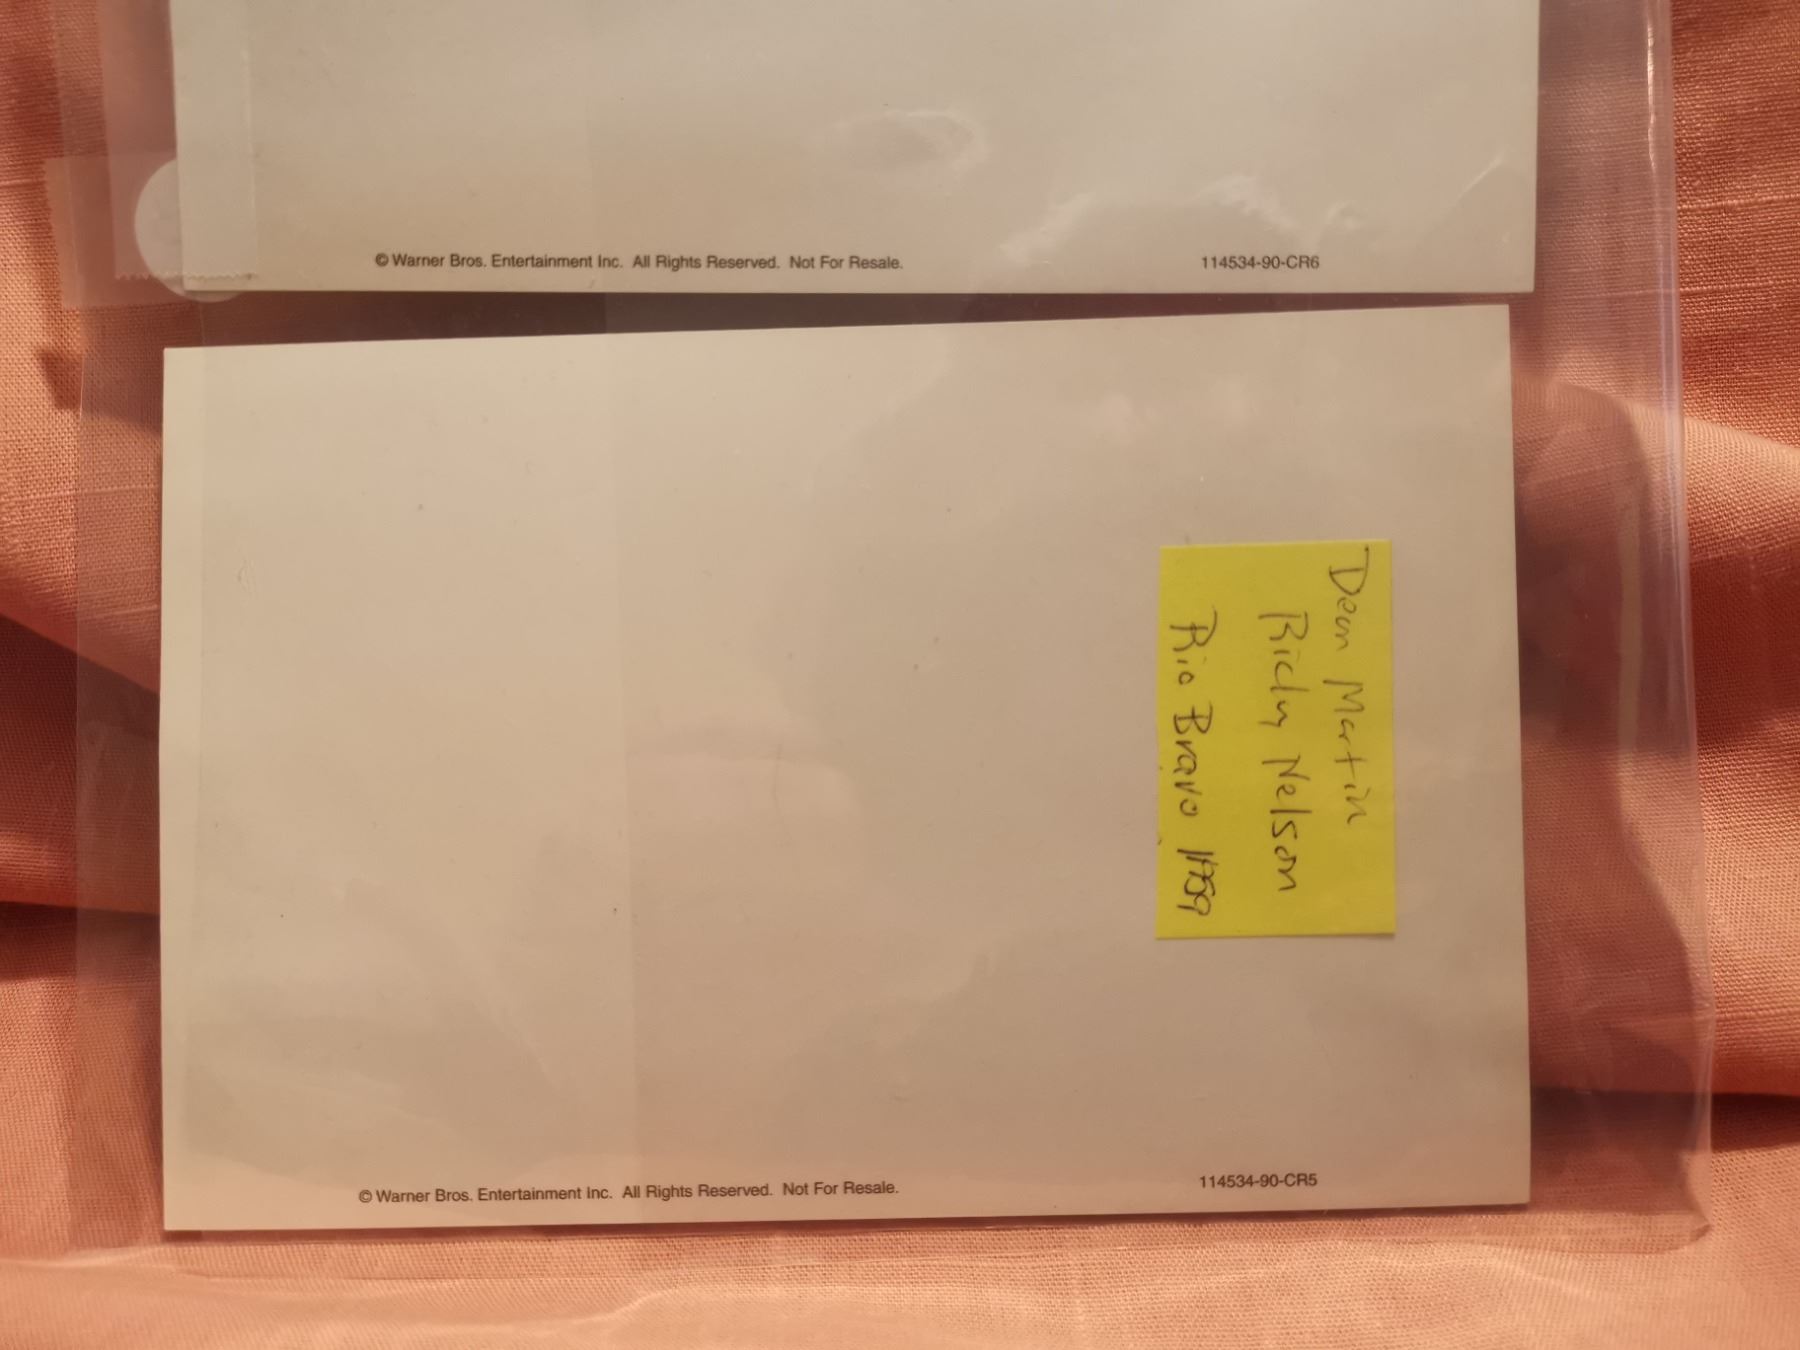 © Warner Bros. Entertainment Inc. All Rights Reserved. Not For Resale. 114534-90-CR6
Dean Martin
Ricky Nelson
Rio Bravo 1959
© Warner Bros. Entertainment Inc. All Rights Reserved. Not For Resale. 114534-90-CR5